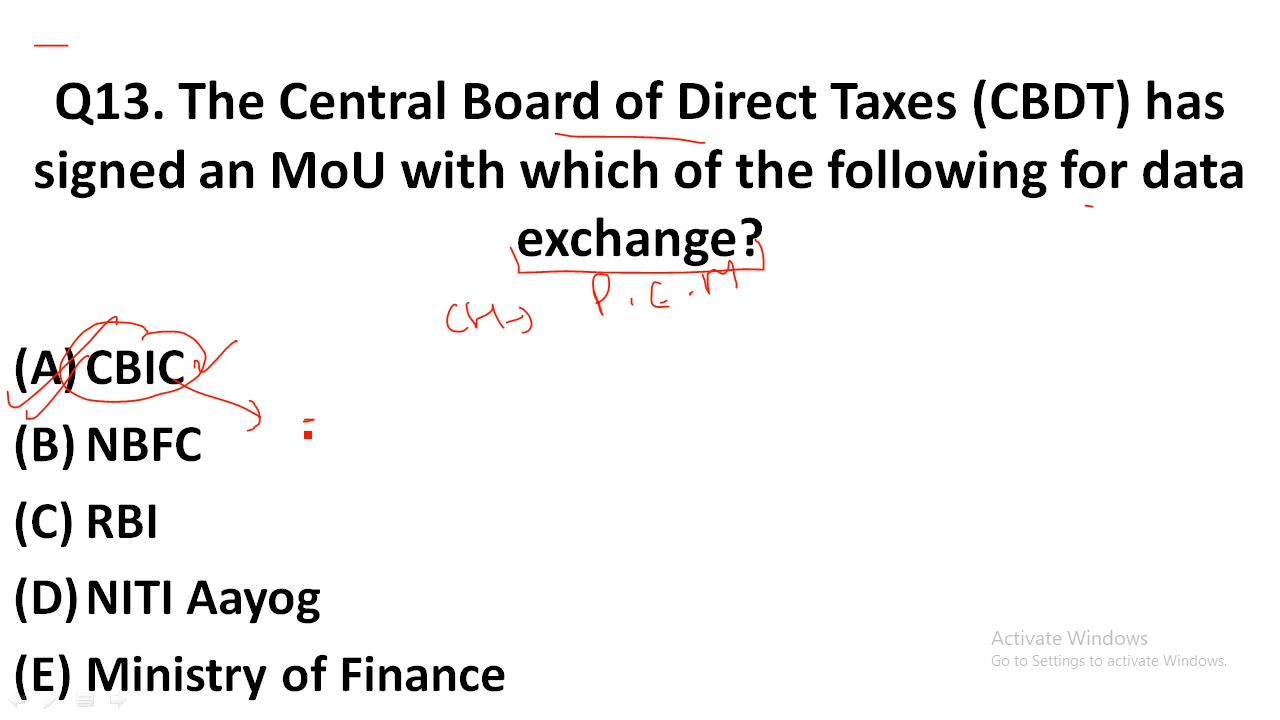 Q13. The Central Board of Direct Taxes (CBDT) has
signed an MoU with which of the following for data
exchange?
P. C. M
(A) CBIC
(B) NBFC
(C) RBI
(D) NITI Aayog
(E) Ministry of Finance
Activate Windows
Go to Settings to activate Windows.